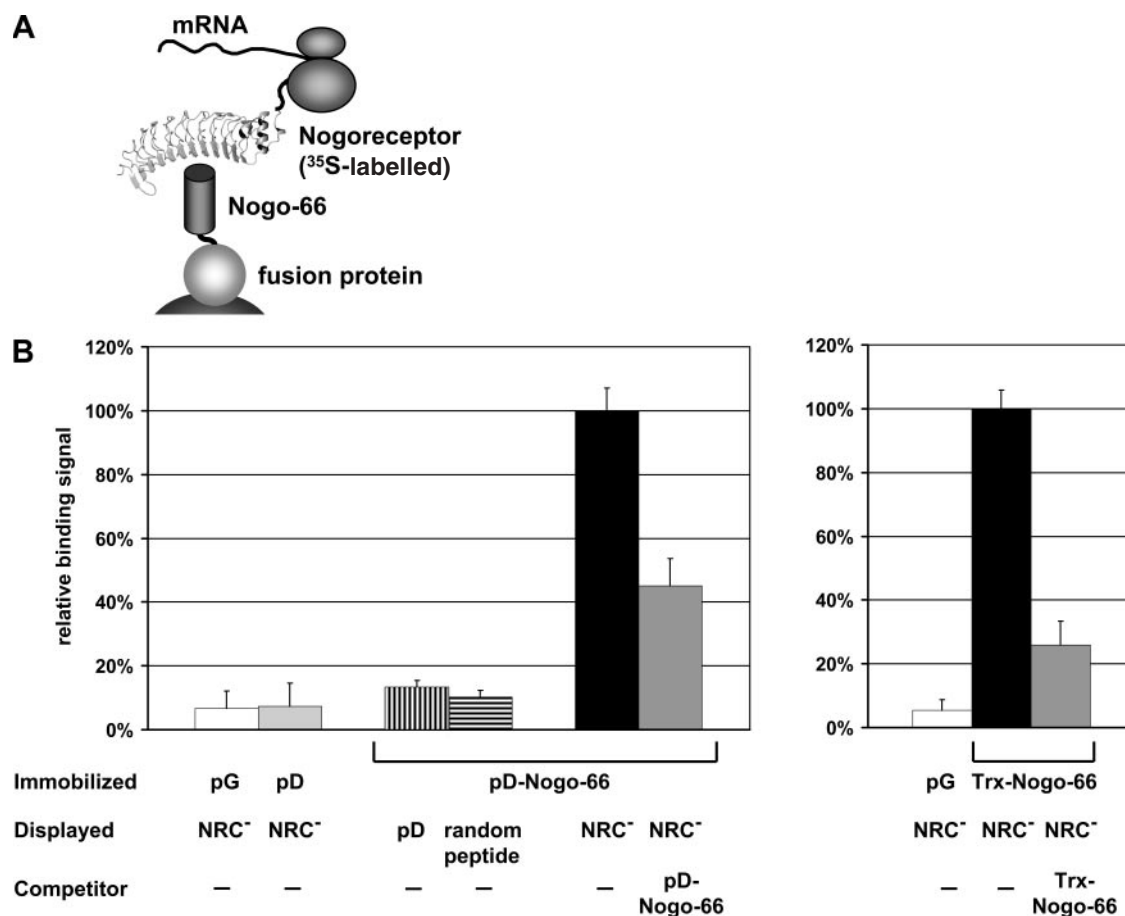 A
mRNA
Nogoreceptor
(³⁵S-labelled)
Nogo-66
fusion protein
B
relative binding signal
120%
100%
80%
60%
40%
20%
0%
120%
100%
80%
60%
40%
20%
0%
Immobilized pG pD pD-Nogo-66 pG Trx-Nogo-66
Displayed NRC⁻ NRC⁻ pD random NRC⁻ NRC⁻ NRC⁻ NRC⁻ NRC⁻
peptide
Competitor – – – – – pD- – – Trx-
Nogo-66 Nogo-66